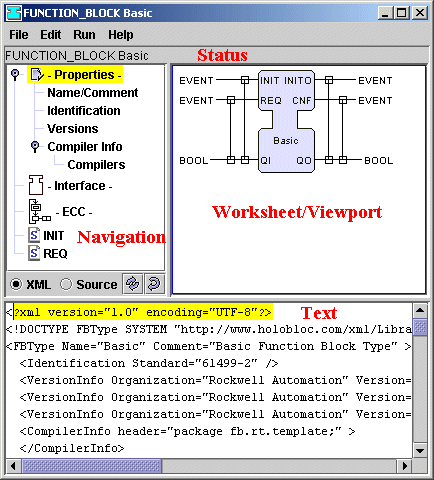 FUNCTION_BLOCK Basic
File Edit Run Help
FUNCTION_BLOCK Basic Status
- Properties -
Name/Comment
Identification
Versions
Compiler Info
Compilers
- Interface -
- ECC -
INIT
REQ
Navigation
EVENT INIT INITO EVENT
EVENT REQ CNF EVENT
Basic
BOOL QI QO BOOL
Worksheet/Viewport
XML Source
<?xml version="1.0" encoding="UTF-8"?> Text
<!DOCTYPE FBType SYSTEM "http://www.holobloc.com/xml/Libra
<FBType Name="Basic" Comment="Basic Function Block Type" >
<Identification Standard="61499-2" />
<VersionInfo Organization="Rockwell Automation" Version=
<VersionInfo Organization="Rockwell Automation" Version=
<VersionInfo Organization="Rockwell Automation" Version=
<CompilerInfo header="package fb.rt.template;" >
</CompilerInfo>